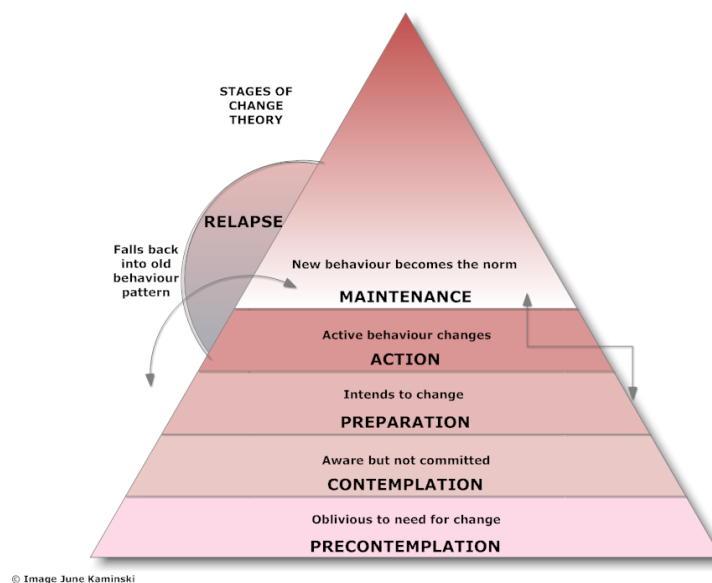 STAGES OF
CHANGE
THEORY
RELAPSE
Falls back
into old
behaviour
pattern
New behaviour becomes the norm
MAINTENANCE
Active behaviour changes
ACTION
Intends to change
PREPARATION
Aware but not committed
CONTEMPLATION
Oblivious to need for change
PRECONTEMPLATION
© Image June Kaminski